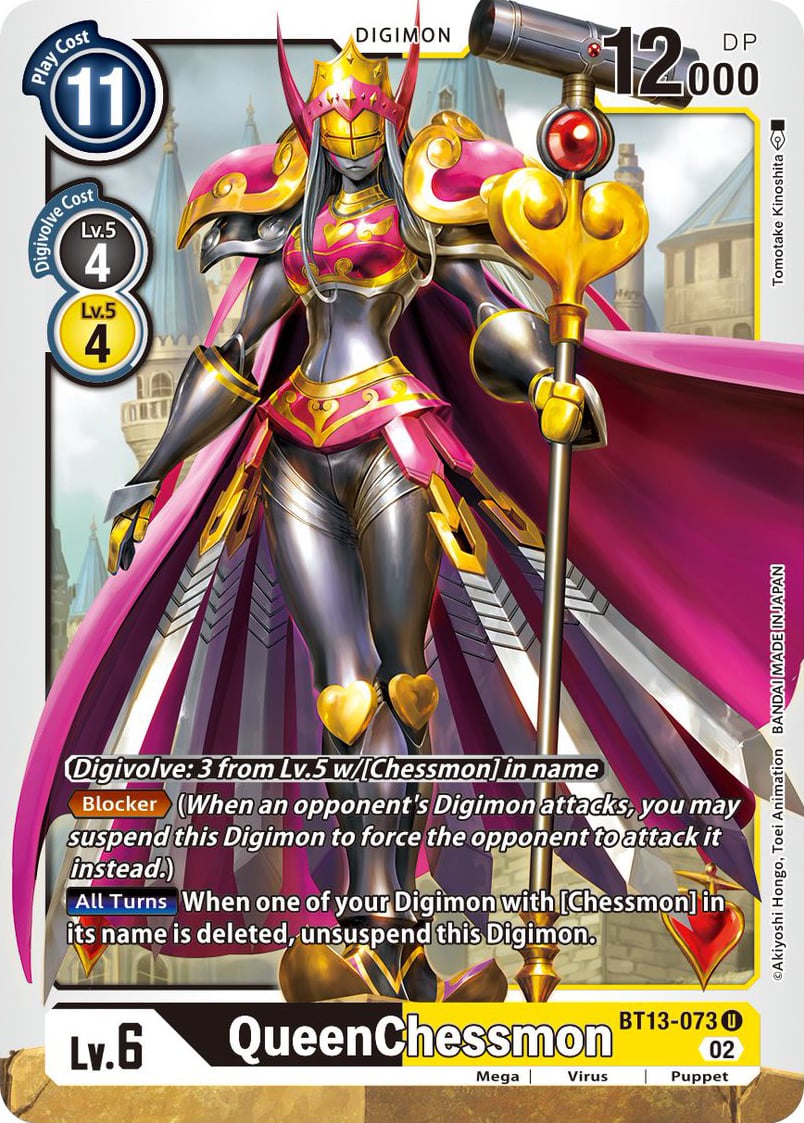 DIGIMON
Play Cost
11
12000
DP
Digivolve Cost
Lv.5
4
Lv.5
4
Tomotake Kinoshita
(Digivolve: 3 from Lv.5 w/[Chessmon] in name
Blocker (When an opponent's Digimon attacks, you may
suspend this Digimon to force the opponent to attack it
instead.)
All Turns When one of your Digimon with [Chessmon] in
its name is deleted, unsuspend this Digimon.
©Akiyoshi Hongo, Toei Animation BANDAI MADE IN JAPAN
Lv.6
QueenChessmon
BT13-073 U
02
Mega | Virus | Puppet